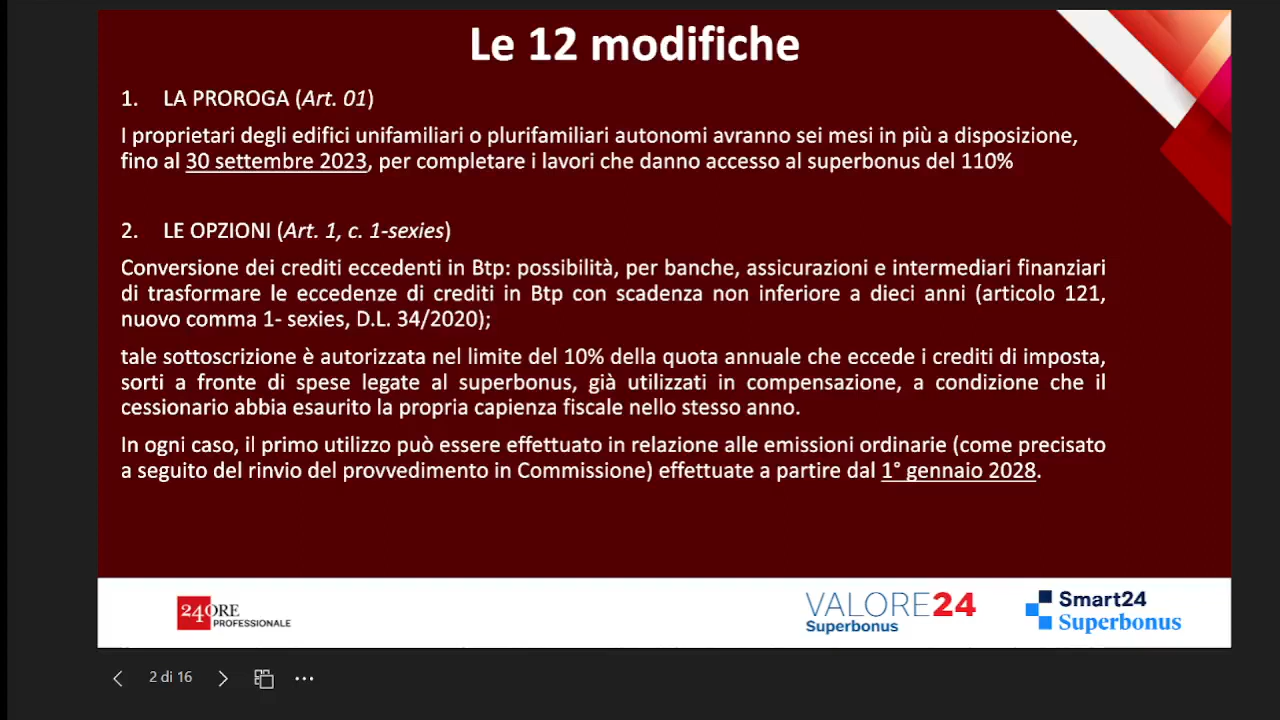 Le 12 modifiche
1. LA PROROGA (Art. 01)
I proprietari degli edifici unifamiliari o plurifamiliari autonomi avranno sei mesi in più a disposizione,
fino al 30 settembre 2023, per completare i lavori che danno accesso al superbonus del 110%
2. LE OPZIONI (Art. 1, c. 1-sexies)
Conversione dei crediti eccedenti in Btp: possibilità, per banche, assicurazioni e intermediari finanziari
di trasformare le eccedenze di crediti in Btp con scadenza non inferiore a dieci anni (articolo 121,
nuovo comma 1- sexies, D.L. 34/2020);
tale sottoscrizione è autorizzata nel limite del 10% della quota annuale che eccede i crediti di imposta,
sorti a fronte di spese legate al superbonus, già utilizzati in compensazione, a condizione che il
cessionario abbia esaurito la propria capienza fiscale nello stesso anno.
In ogni caso, il primo utilizzo può essere effettuato in relazione alle emissioni ordinarie (come precisato
a seguito del rinvio del provvedimento in Commissione) effettuate a partire dal 1° gennaio 2028.
24 ORE
PROFESSIONALE
VALORE24
Superbonus
Smart24
Superbonus
2 di 16